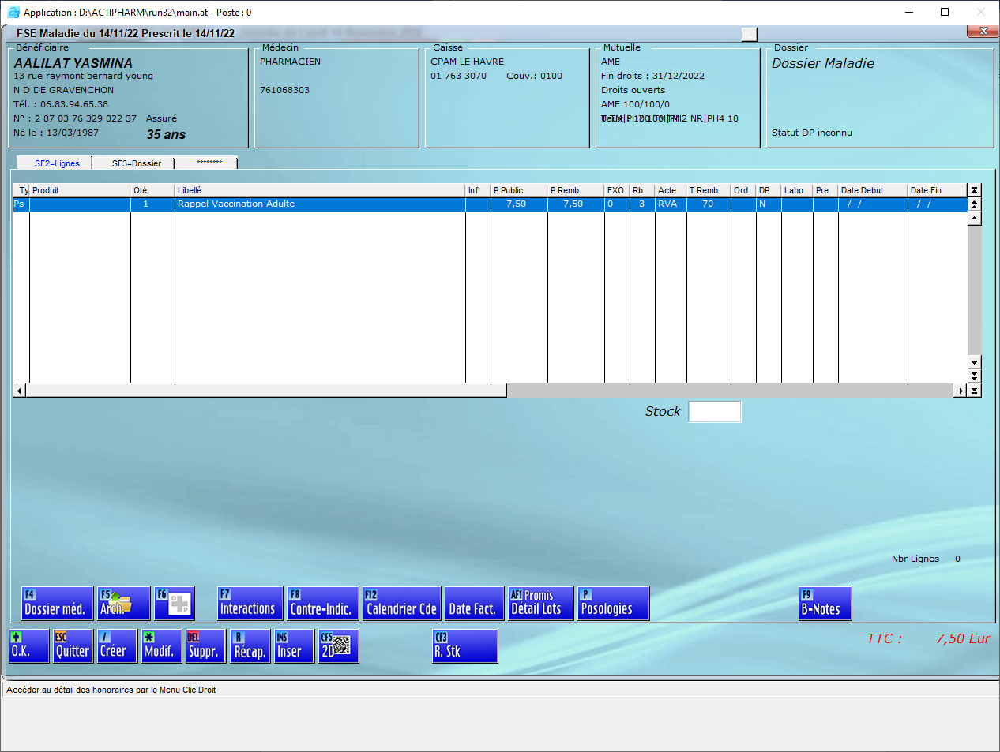 Application : D:\ACTIPHARM\run32\main.at - Poste : 0
FSE Maladie du 14/11/22 Prescrit le 14/11/22
Bénéficiaire
AALILAT YASMINA
13 rue raymont bernard young
N D DE GRAVENCHON
Tél. : 06.83.94.65.38
N° : 2 87 03 76 329 022 37 Assuré
Né le : 13/03/1987 35 ans
Médecin
PHARMACIEN
761068303
Caisse
CPAM LE HAVRE
01 763 3070 Couv.: 0100
Mutuelle
AME
Fin droits : 31/12/2022
Droits ouverts
AME 100/100/0
NR|PH4 10
Dossier
Dossier Maladie
Statut DP inconnu
SF2=Lignes SF3=Dossier ********
Ty Produit Qté Libellé Inf P.Public P.Remb. EXO Rb Acte T.Remb Ord DP Labo Pre Date Debut Date Fin
Ps 1 Rappel Vaccination Adulte 7,50 7,50 0 3 RVA 70 N / / / /
Stock
Nbr Lignes 0
F4 Dossier méd.
F5 Arch.
F6 DP
F7 Interactions
F8 Contre-Indic.
F12 Calendrier Cde
Date Fact.
AF1 Promis
Détail Lots
P Posologies
F9 B-Notes
+ O.K.
ESC Quitter
/ Créer
* Modif.
DEL Suppr.
R Récap.
INS Inser
CF5 2D
CF3 R. Stk
TTC : 7,50 Eur
Accéder au détail des honoraires par le Menu Clic Droit